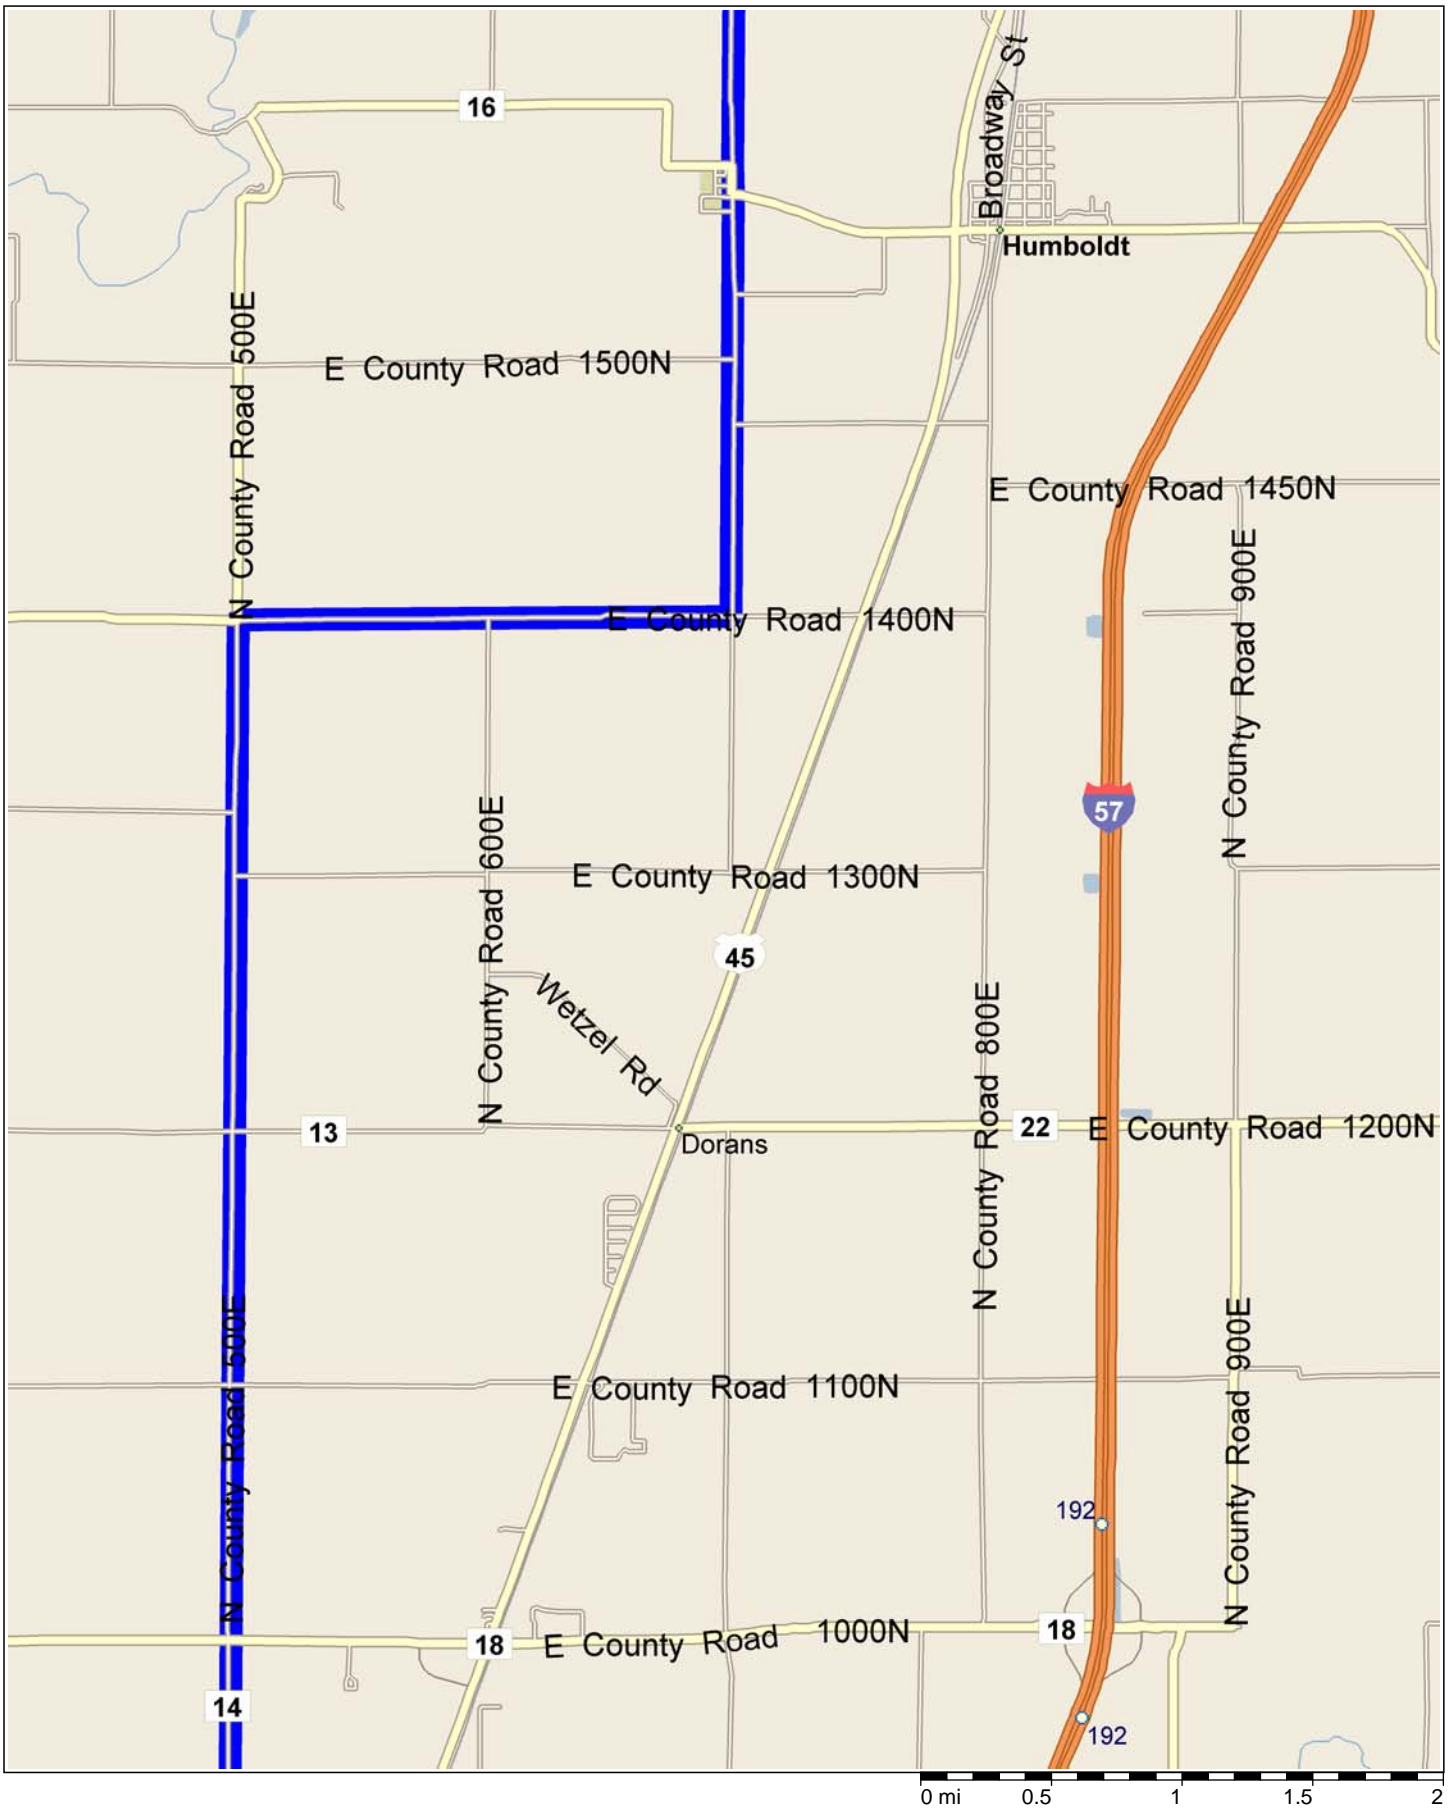 Broadway St
16
Humboldt
N County Road 500E
E County Road 1500N
E County Road 1450N
N County Road 900E
E County Road 1400N
57
N County Road 600E
E County Road 1300N
45
Wetzel Rd
N County Road 800E
13
22
E County Road 1200N
Dorans
N County Road 500E
N County Road 900E
E County Road 1100N
192
18
E County Road 1000N
18
14
192
0 mi 0.5 1 1.5 2